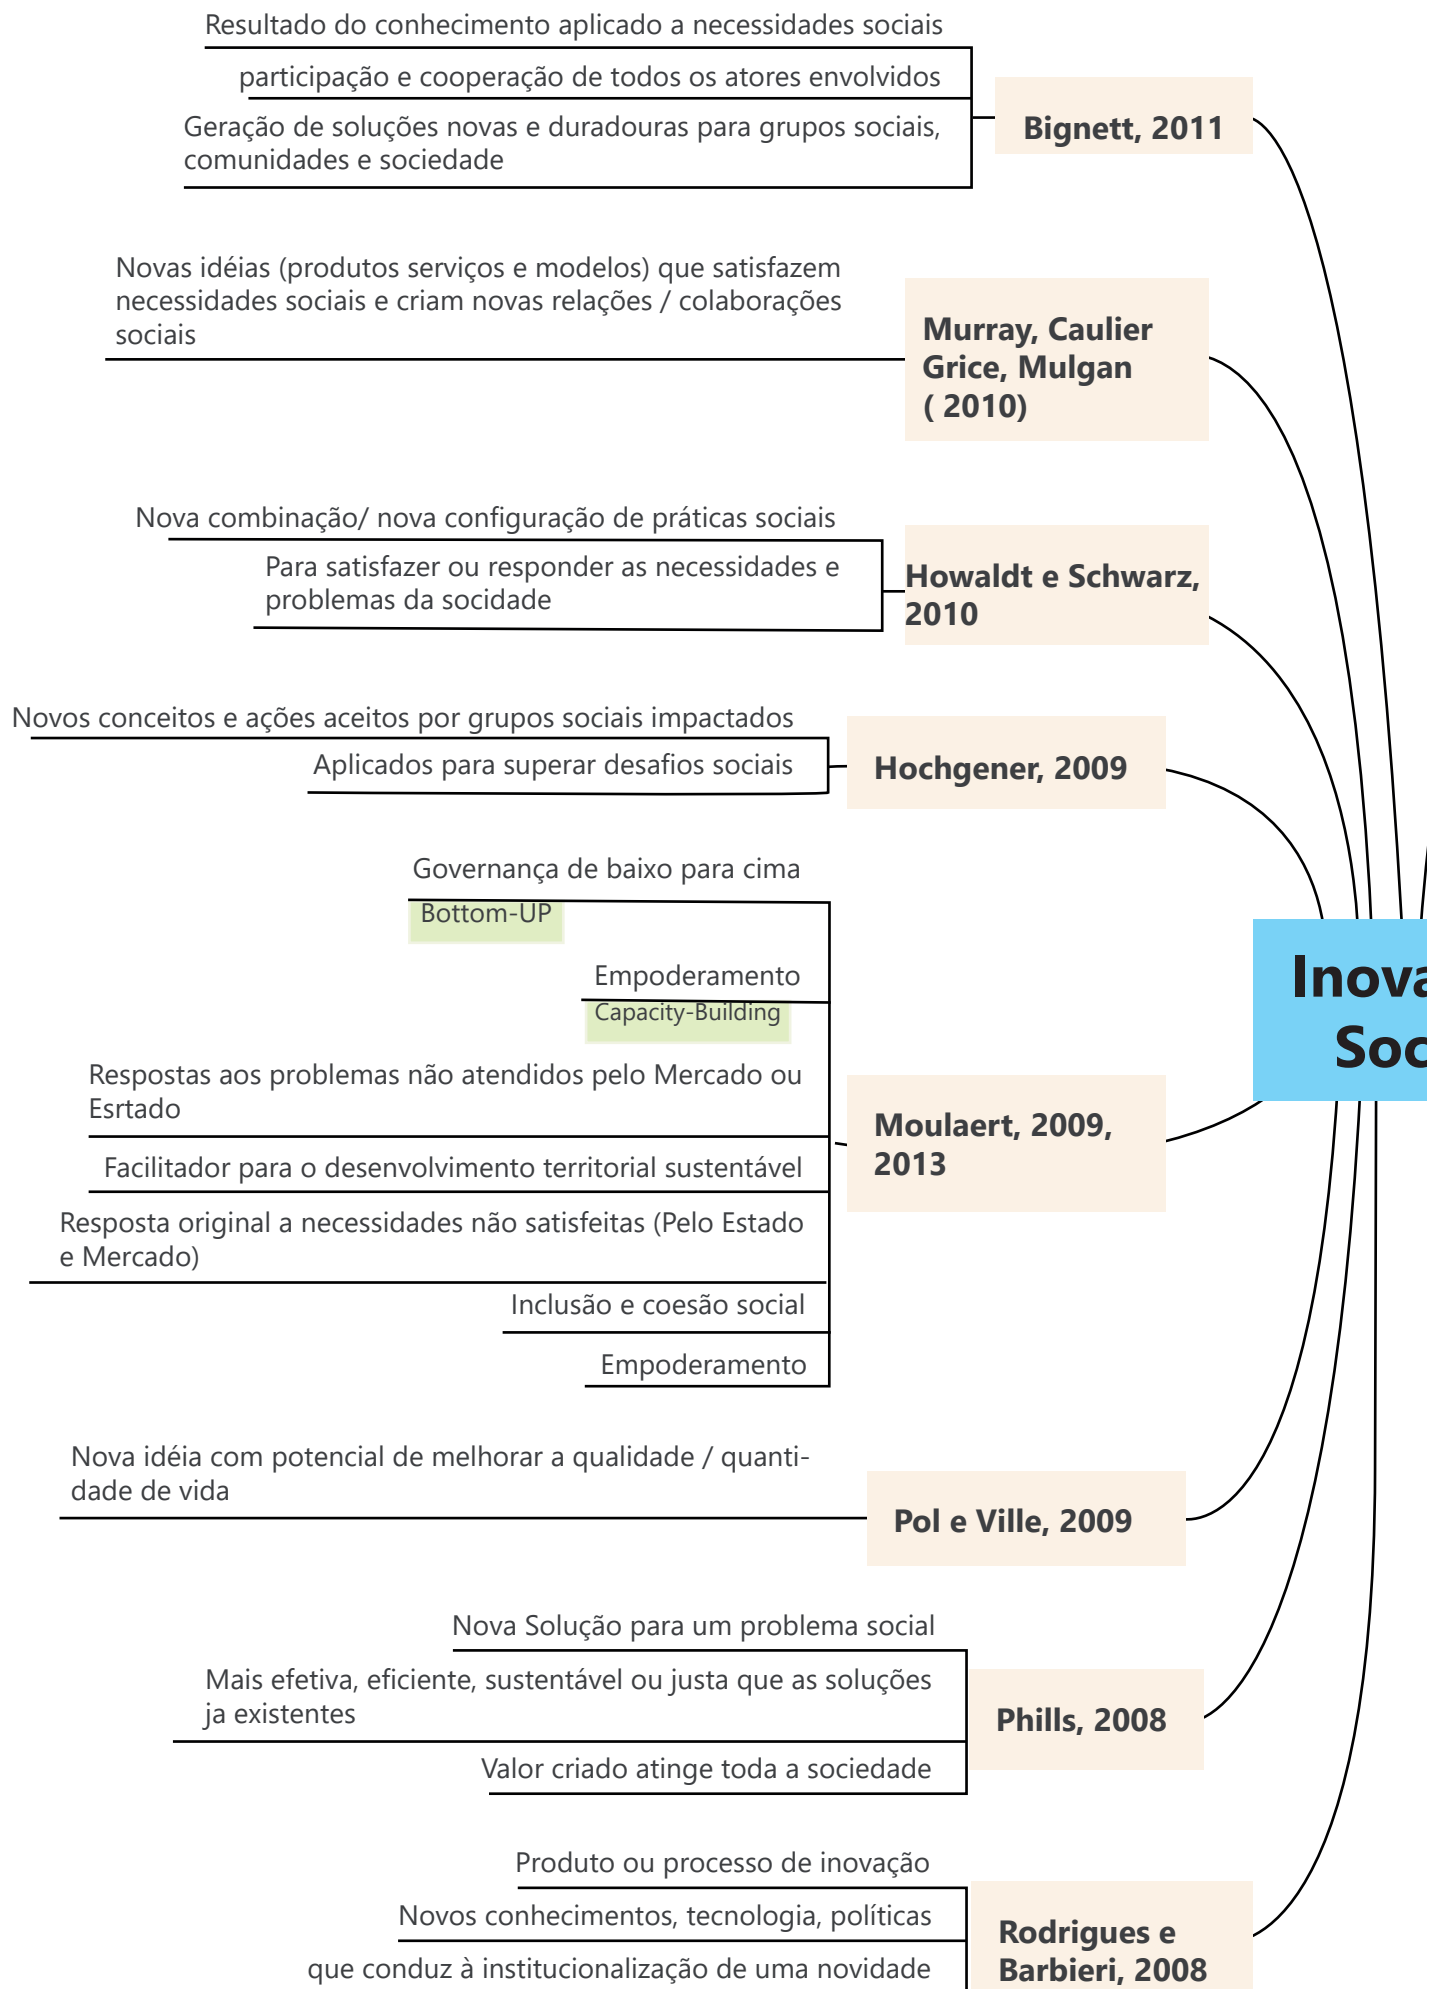 Resultado do conhecimento aplicado a necessidades sociais
participação e cooperação de todos os atores envolvidos
Geração de soluções novas e duradouras para grupos sociais,
comunidades e sociedade
Bignett, 2011
Novas idéias (produtos serviços e modelos) que satisfazem
necessidades sociais e criam novas relações / colaborações
sociais
Murray, Caulier
Grice, Mulgan
( 2010)
Nova combinação/ nova configuração de práticas sociais
Para satisfazer ou responder as necessidades e
problemas da socidade
Howaldt e Schwarz,
2010
Novos conceitos e ações aceitos por grupos sociais impactados
Aplicados para superar desafios sociais
Hochgener, 2009
Governança de baixo para cima
Bottom-UP
Empoderamento
Capacity-Building
Respostas aos problemas não atendidos pelo Mercado ou
Esrtado
Facilitador para o desenvolvimento territorial sustentável
Resposta original a necessidades não satisfeitas (Pelo Estado
e Mercado)
Inclusão e coesão social
Empoderamento
Moulaert, 2009,
2013
Inova
Soc
Nova idéia com potencial de melhorar a qualidade / quanti-
dade de vida
Pol e Ville, 2009
Nova Solução para um problema social
Mais efetiva, eficiente, sustentável ou justa que as soluções
ja existentes
Valor criado atinge toda a sociedade
Phills, 2008
Produto ou processo de inovação
Novos conhecimentos, tecnologia, políticas
que conduz à institucionalização de uma novidade
Rodrigues e
Barbieri, 2008